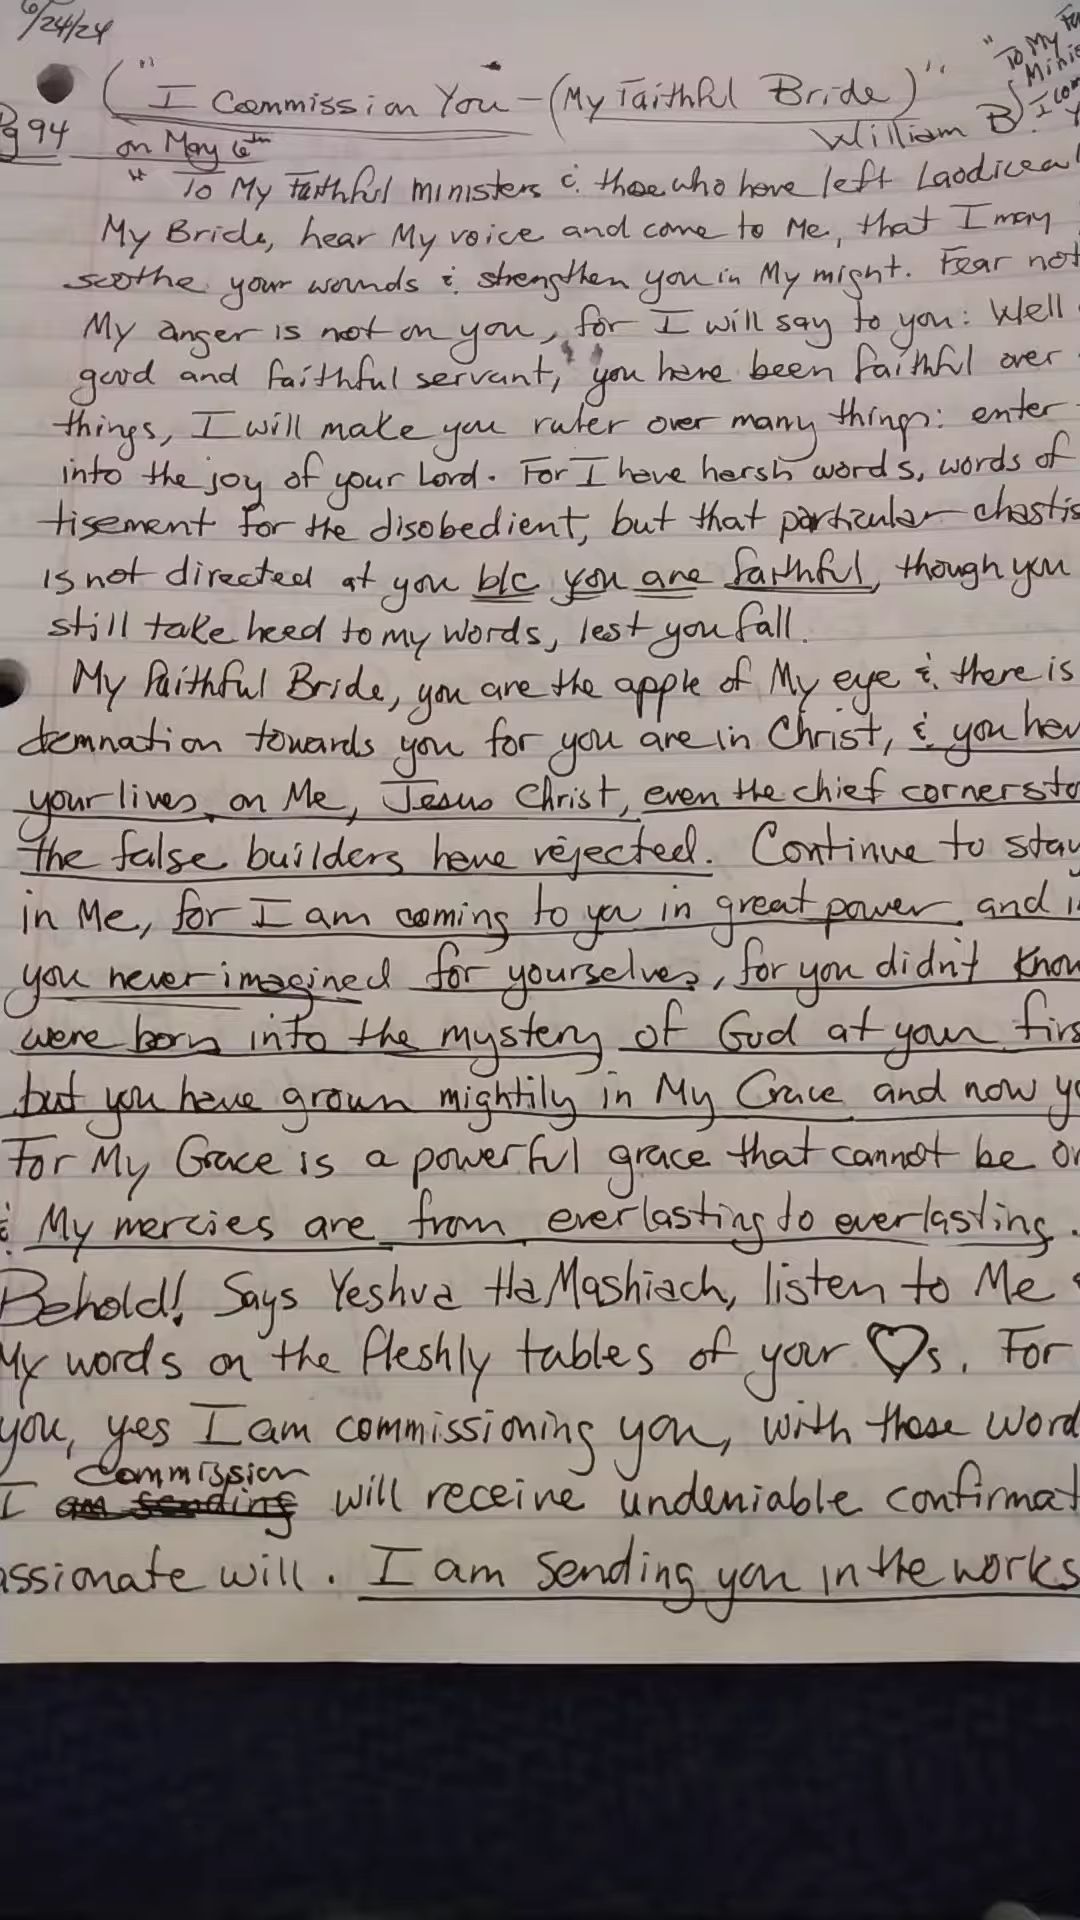 6/24/24
" To My
Minis
I com
(" I Commission You - (My Faithful Bride) "
Pg 94
William B
on May 6th
" To My Faithful ministers & those who have left Laodicea
My Bride, hear My voice and come to Me, that I may
soothe your wounds & strengthen you in My might. Fear not
My anger is not on you, for I will say to you: Well
good and faithful servant, you have been faithful over
things, I will make you ruler over many things: enter
into the joy of your Lord. For I have harsh words, words of
tisement for the disobedient, but that particular chastis
is not directed at you b/c you are faithful, though you
still take heed to my words, lest you fall.
My Faithful Bride, you are the apple of My eye & there is
demnation towards you for you are in Christ, & you hav
your lives on Me, Jesus Christ, even the chief cornersto
the false builders have rejected. Continue to stay
in Me, for I am coming to you in great power and i
you never imagined for yourselves, for you didn't know
were born into the mystery of God at your firs
but you have grown mightily in My Grace and now yo
For My Grace is a powerful grace that cannot be
& My mercies are from everlasting to everlasting.
Behold! Says Yeshua HaMashiach, listen to Me
My words on the fleshly tables of your ♡s. For
you, yes I am commissioning you, with these word
commission
I am sending will receive undeniable confirmat
assionate will. I am sending you in the works